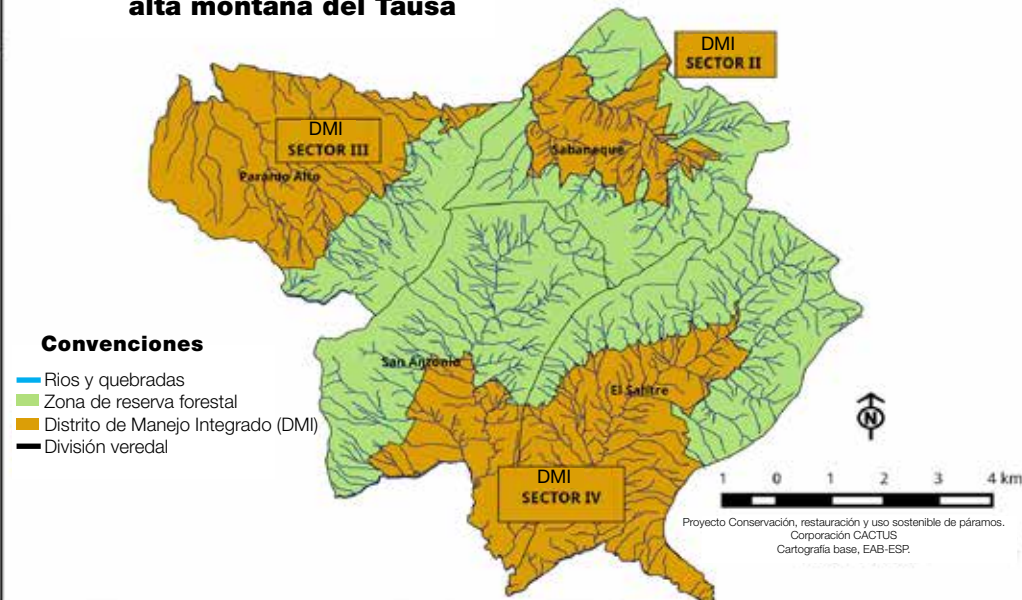 alta montaña del Tausa
DMI
SECTOR II
DMI
SECTOR III
Sabaneque
Paramo Alto
Convenciones
Rios y quebradas
Zona de reserva forestal
Distrito de Manejo Integrado (DMI)
División veredal
San Antonio
El Salitre
N
DMI
SECTOR IV
1 0 1 2 3 4 km
Proyecto Conservación, restauración y uso sostenible de páramos.
Corporación CACTUS
Cartografía base, EAB-ESP.